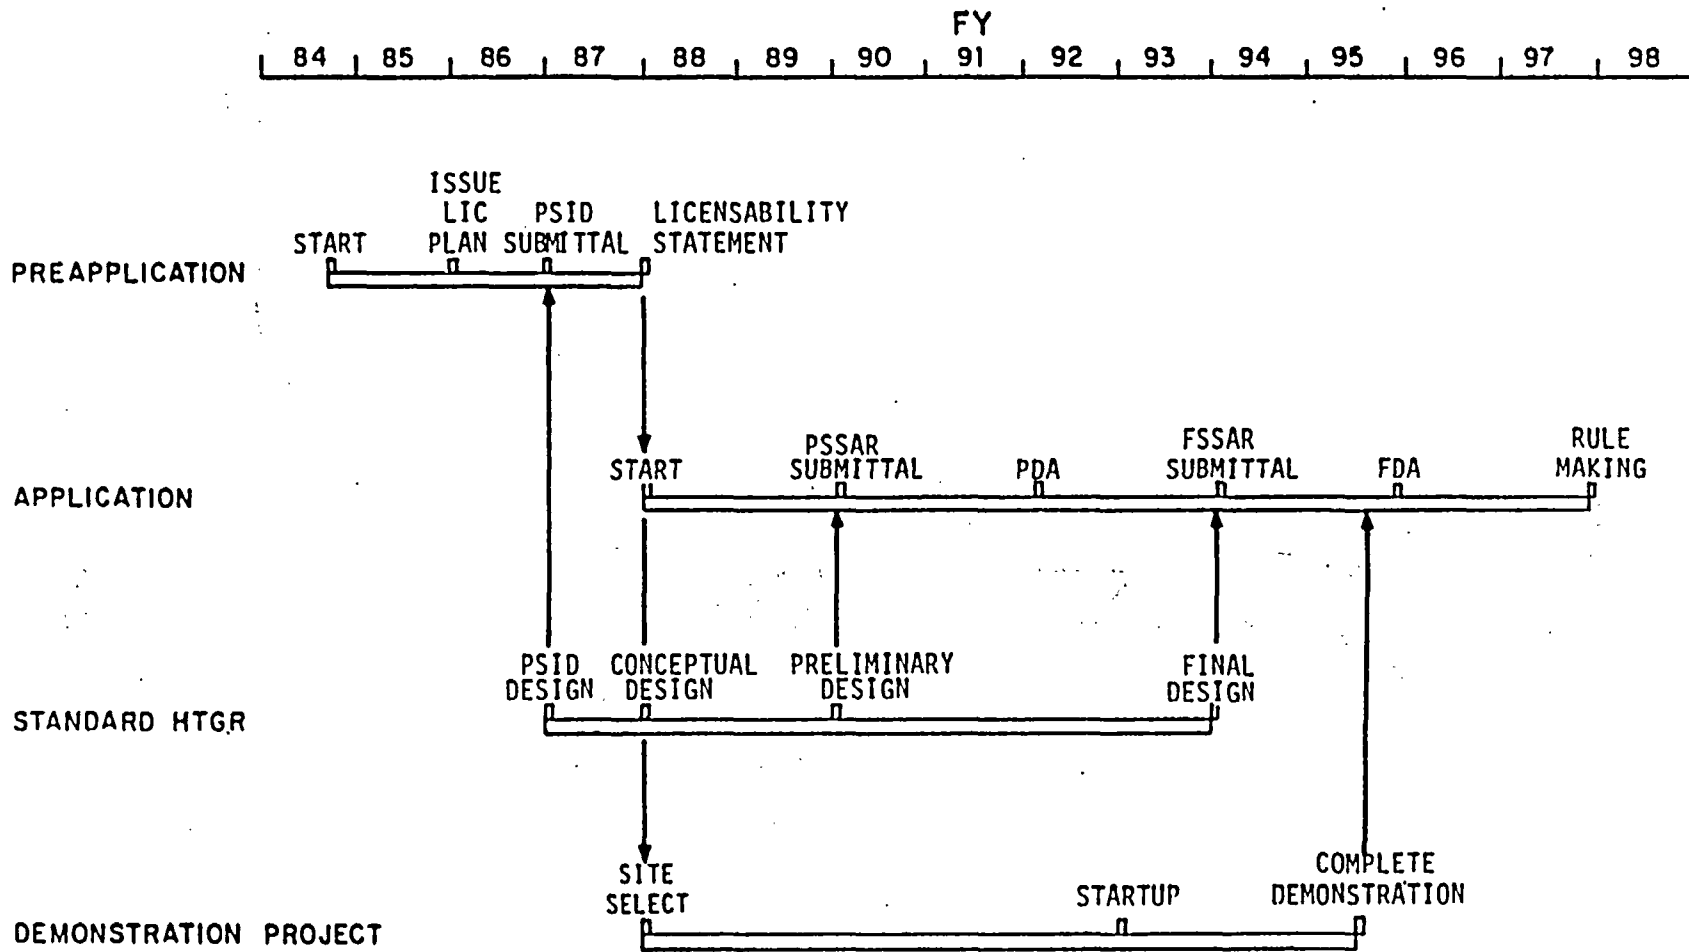 FY
84 85 86 87 88 89 90 91 92 93 94 95 96 97 98
ISSUE
LIC PSID LICENSABILITY
START PLAN SUBMITTAL STATEMENT
PREAPPLICATION
PSSAR FSSAR RULE
START SUBMITTAL PDA SUBMITTAL FDA MAKING
APPLICATION
PSID CONCEPTUAL PRELIMINARY FINAL
DESIGN DESIGN DESIGN DESIGN
STANDARD HTGR
SITE COMPLETE
SELECT STARTUP DEMONSTRATION
DEMONSTRATION PROJECT